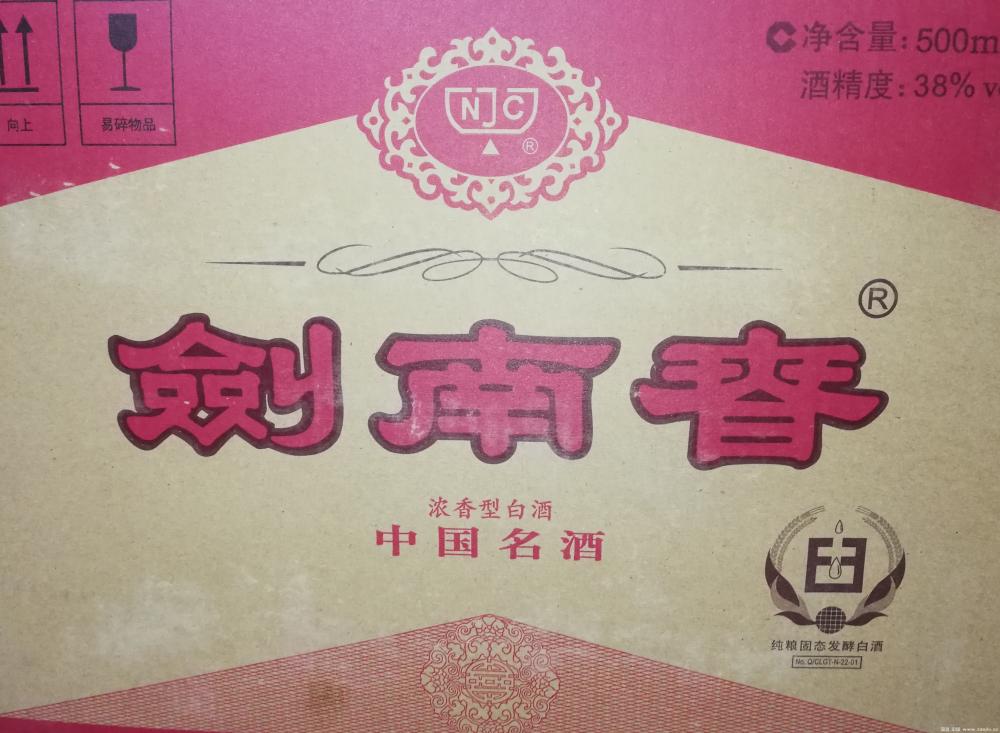 向上
易碎物品
净含量:500m
酒精度:38% v
NJC
®
劍南春®
浓香型白酒
中国名酒
纯粮固态发酵白酒
No. Q/CLGT-N-22-01